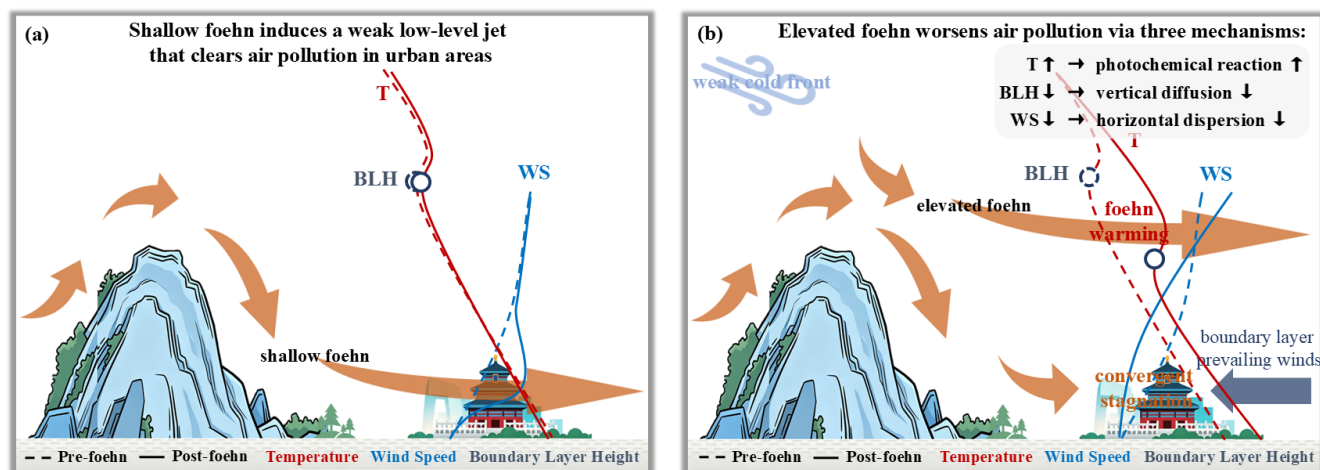 (a)
Shallow foehn induces a weak low-level jet
that clears air pollution in urban areas
T
BLH
WS
shallow foehn
Pre-foehn Post-foehn Temperature Wind Speed Boundary Layer Height
(b)
Elevated foehn worsens air pollution via three mechanisms:
T ↑ → photochemical reaction ↑
BLH ↓ → vertical diffusion ↓
WS ↓ → horizontal dispersion ↓
weak cold front
T
BLH
WS
elevated foehn
foehn
warming
boundary layer
prevailing winds
convergent
stagnation
Pre-foehn Post-foehn Temperature Wind Speed Boundary Layer Height